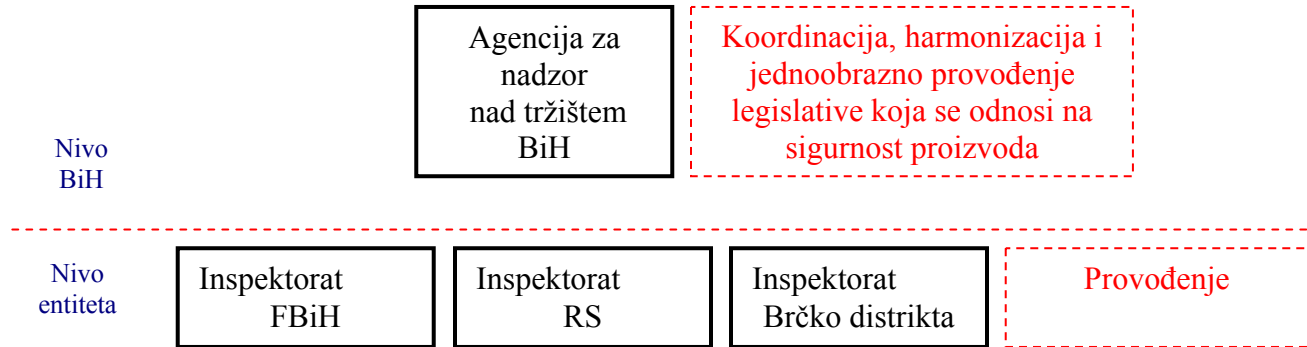 Agencija za
nadzor
nad tržištem
BiH
Koordinacija, harmonizacija i
jednoobrazno provođenje
legislative koja se odnosi na
sigurnost proizvoda
Nivo
BiH
Nivo
entiteta
Inspektorat
FBiH
Inspektorat
RS
Inspektorat
Brčko distrikta
Provođenje